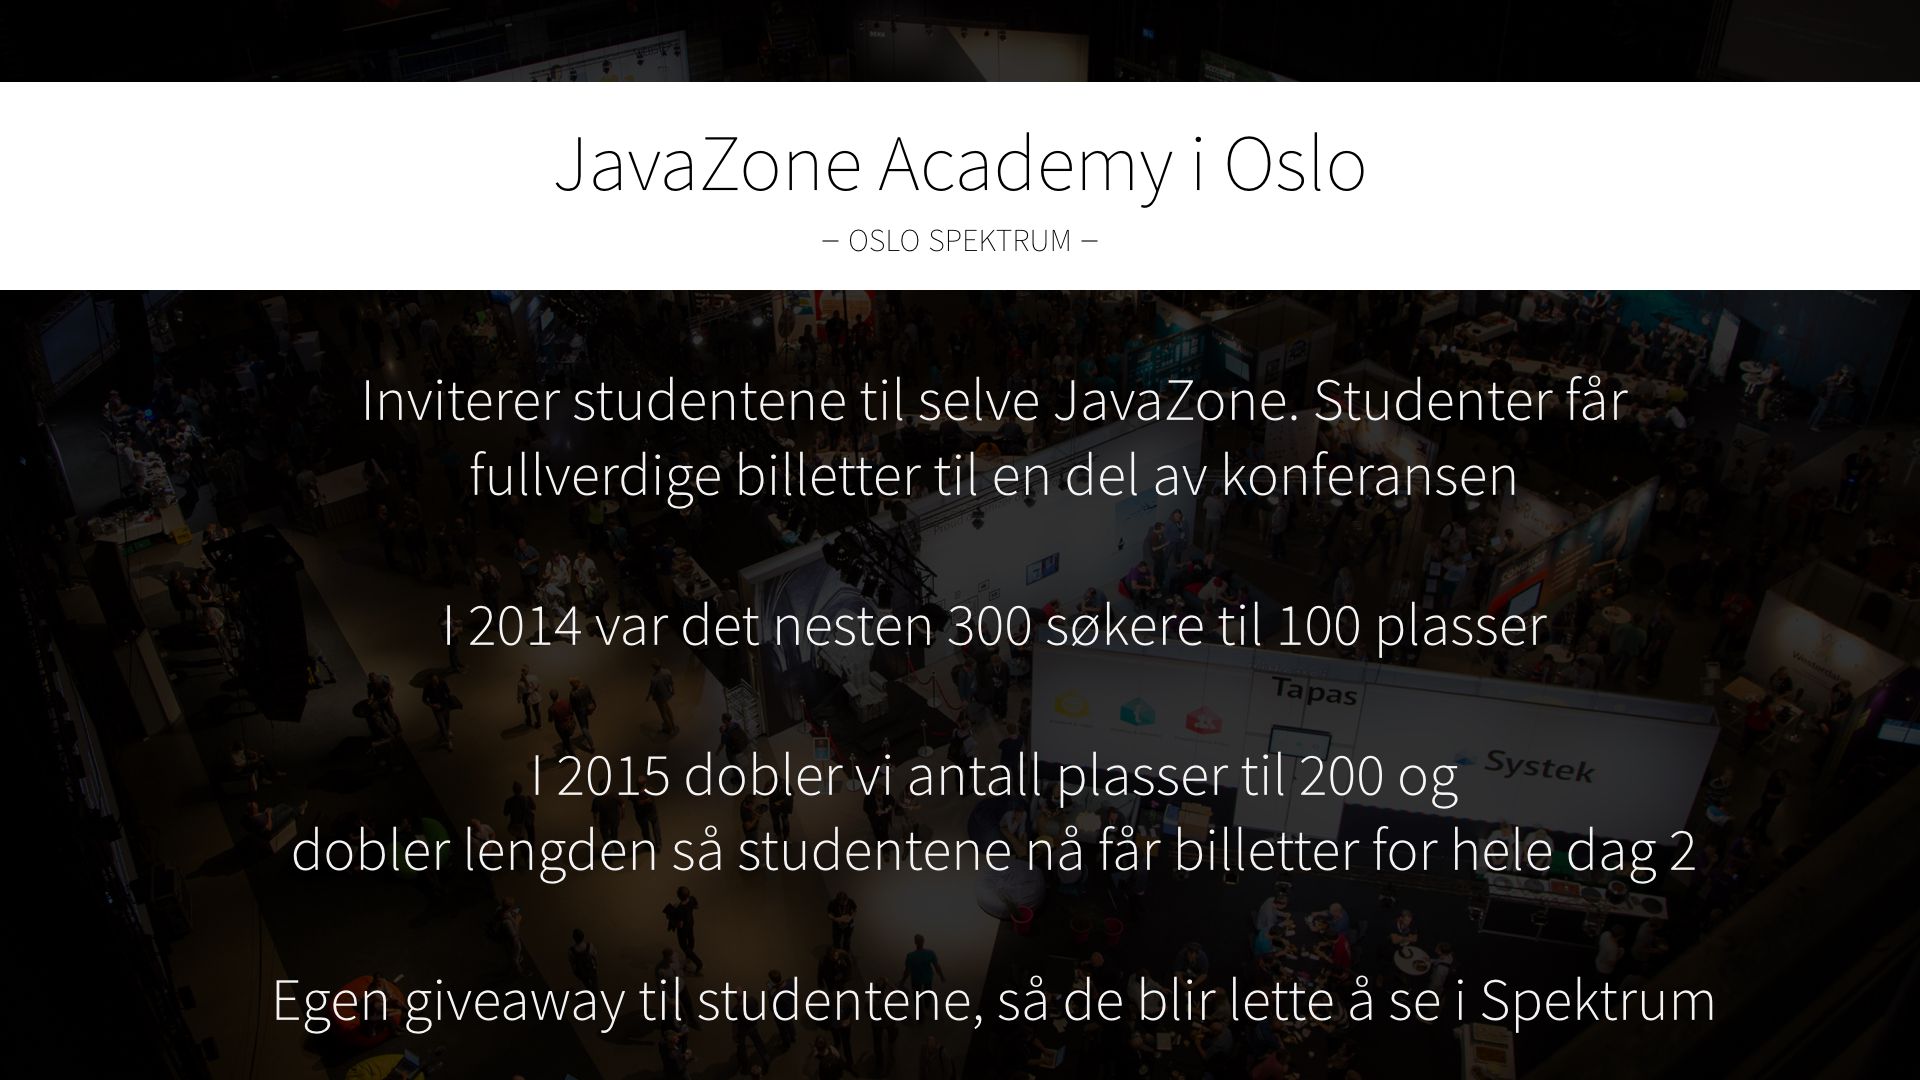 JavaZone Academy i Oslo
– OSLO SPEKTRUM –
Inviterer studentene til selve JavaZone. Studenter får
fullverdige billetter til en del av konferansen
I 2014 var det nesten 300 søkere til 100 plasser
Tapas
Systek
I 2015 dobler vi antall plasser til 200 og
dobler lengden så studentene nå får billetter for hele dag 2
Egen giveaway til studentene, så de blir lette å se i Spektrum